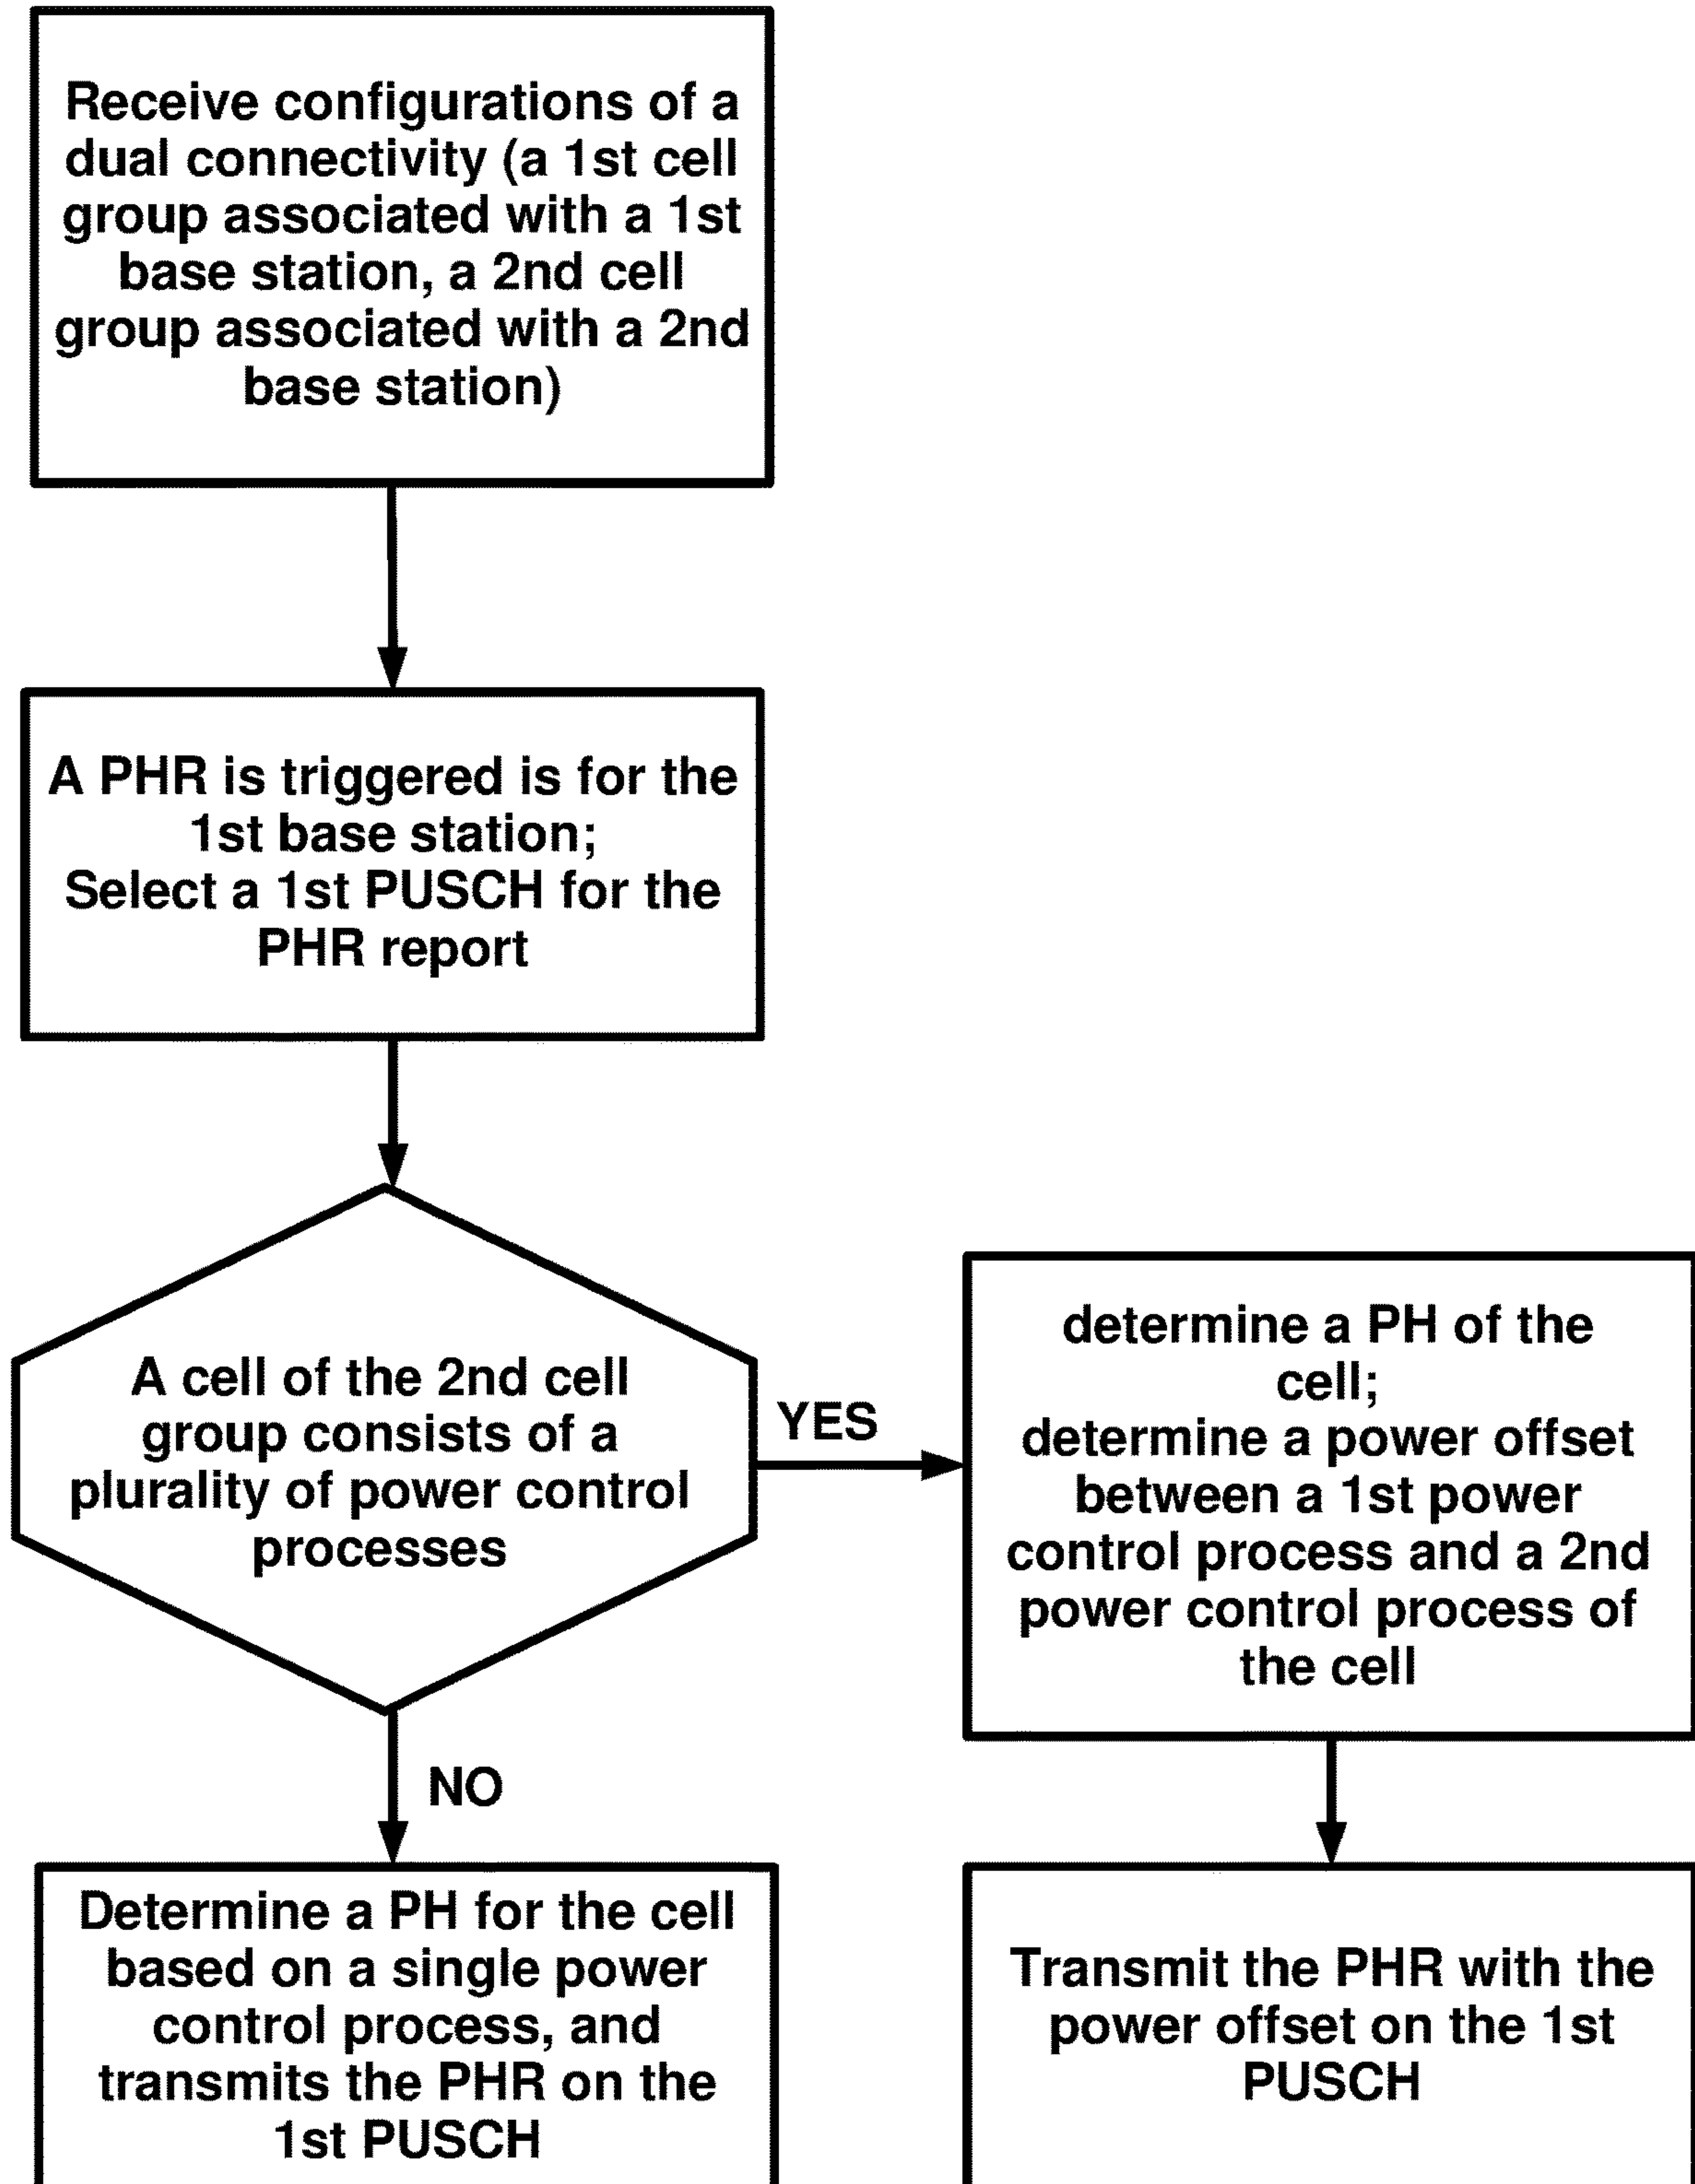 Receive configurations of a
dual connectivity (a 1st cell
group associated with a 1st
base station, a 2nd cell
group associated with a 2nd
base station)
A PHR is triggered is for the
1st base station;
Select a 1st PUSCH for the
PHR report
A cell of the 2nd cell
group consists of a
plurality of power control
processes
YES
determine a PH of the
cell;
determine a power offset
between a 1st power
control process and a 2nd
power control process of
the cell
NO
Determine a PH for the cell
based on a single power
control process, and
transmits the PHR on the
1st PUSCH
Transmit the PHR with the
power offset on the 1st
PUSCH